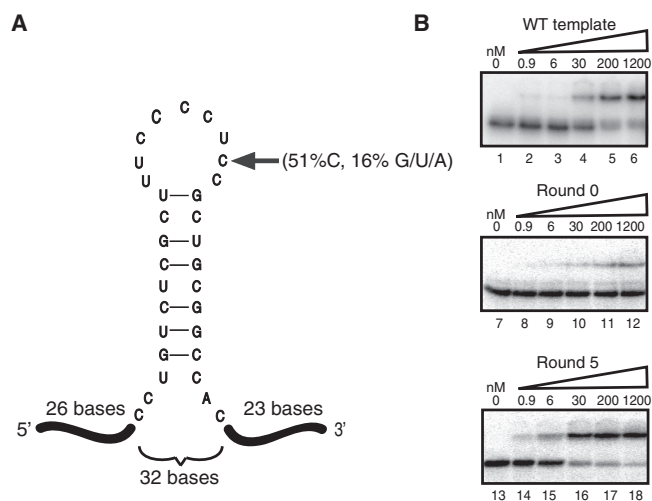 A
C
C C
C U
U C (51%C, 16% G/U/A)
U C
U G
C C
G U
C G
U C
C G
U G
G C
U C
C A
C C
26 bases 23 bases
5' 3'
32 bases
B
WT template
nM
0 0.9 6 30 200 1200
1 2 3 4 5 6
Round 0
nM
0 0.9 6 30 200 1200
7 8 9 10 11 12
Round 5
nM
0 0.9 6 30 200 1200
13 14 15 16 17 18